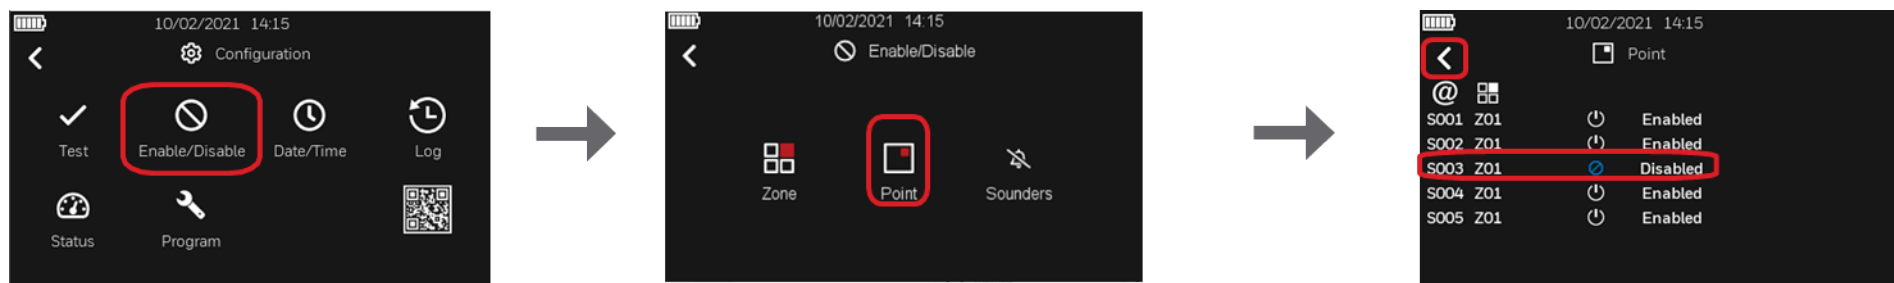 10/02/2021 14:15
Configuration
Test Enable/Disable Date/Time Log
Status Program
10/02/2021 14:15
Enable/Disable
Zone Point Sounders
10/02/2021 14:15
Point
@
S001 Z01 Enabled
S002 Z01 Enabled
S003 Z01 Disabled
S004 Z01 Enabled
S005 Z01 Enabled